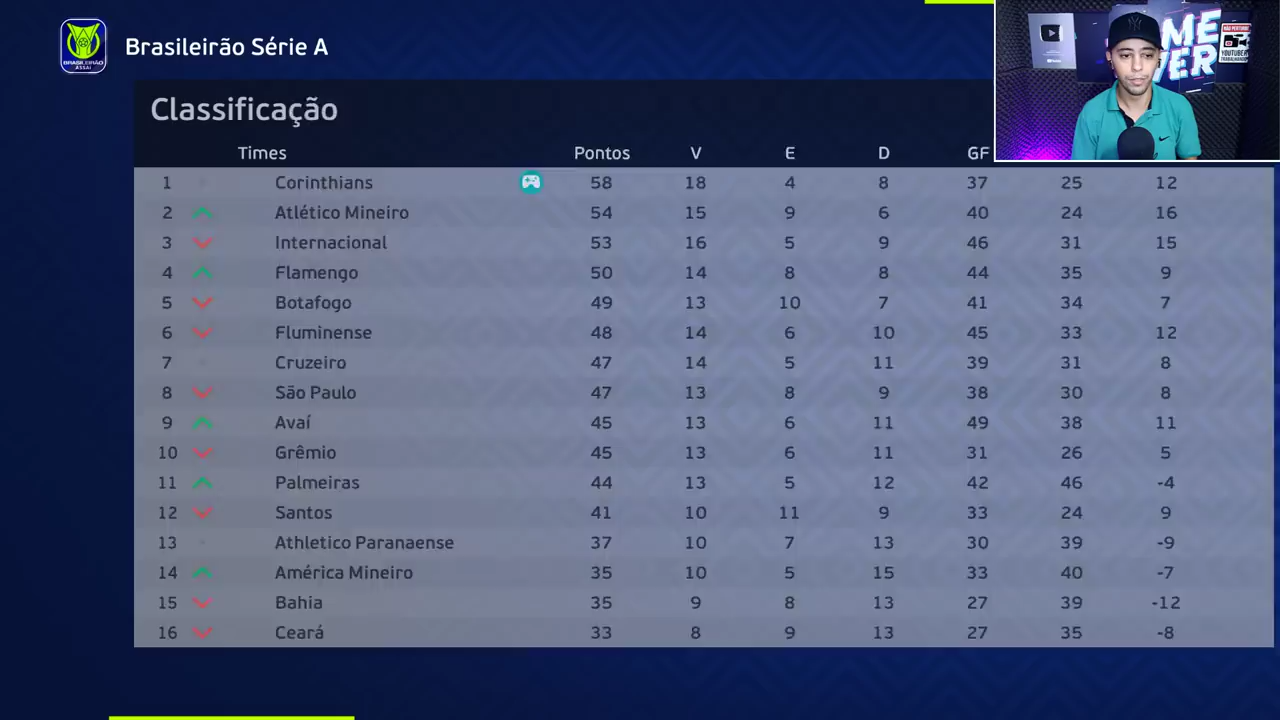 BRASILEIRÃO
ASSAÍ
Brasileirão Série A
Classificação
Times Pontos V E D GF
1 Corinthians 58 18 4 8 37 25 12
2 Atlético Mineiro 54 15 9 6 40 24 16
3 Internacional 53 16 5 9 46 31 15
4 Flamengo 50 14 8 8 44 35 9
5 Botafogo 49 13 10 7 41 34 7
6 Fluminense 48 14 6 10 45 33 12
7 Cruzeiro 47 14 5 11 39 31 8
8 São Paulo 47 13 8 9 38 30 8
9 Avaí 45 13 6 11 49 38 11
10 Grêmio 45 13 6 11 31 26 5
11 Palmeiras 44 13 5 12 42 46 -4
12 Santos 41 10 11 9 33 24 9
13 Athletico Paranaense 37 10 7 13 30 39 -9
14 América Mineiro 35 10 5 15 33 40 -7
15 Bahia 35 9 8 13 27 39 -12
16 Ceará 33 8 9 13 27 35 -8
ME
VER
NÃO PERTURBE
YOUTUBER
TRABALHANDO